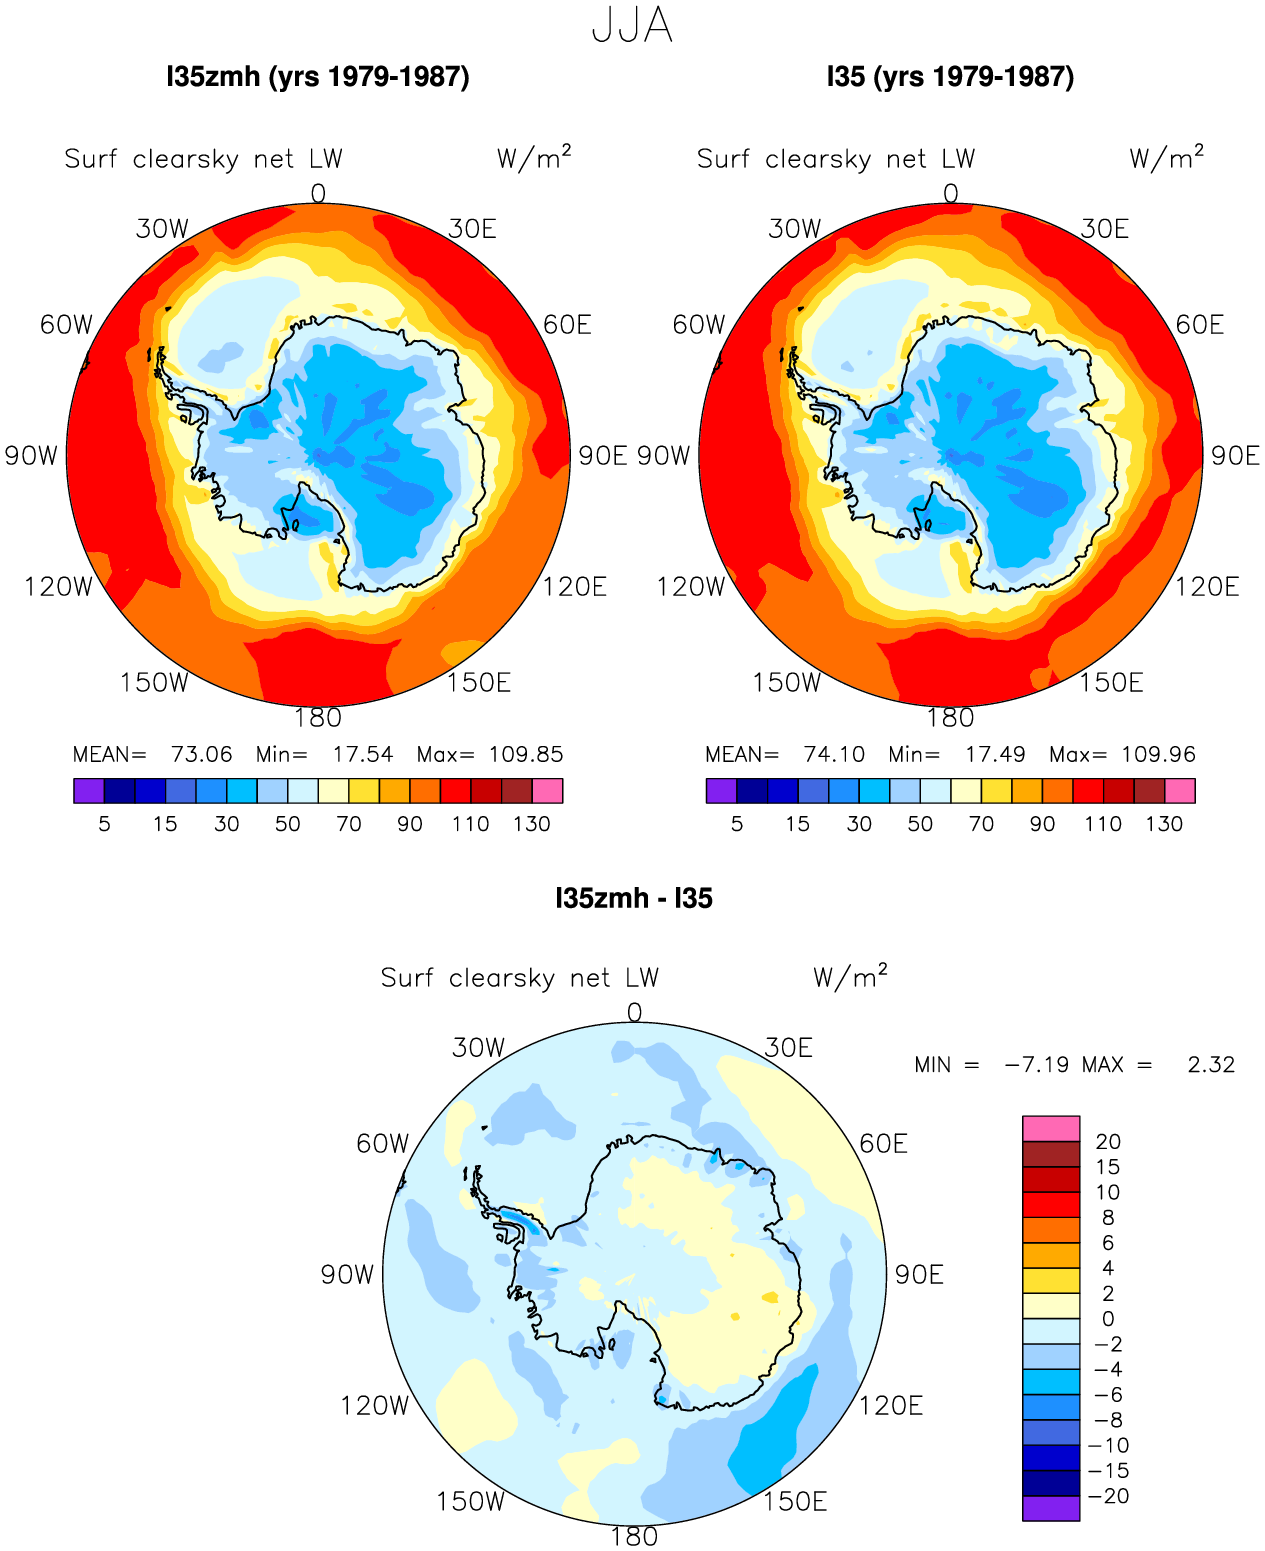 JJA
I35zmh (yrs 1979-1987)
I35 (yrs 1979-1987)
Surf clearsky net LW W/m²
0
30W 30E
60W 60E
90W 90E
120W 120E
150W 150E
180
MEAN= 73.06 Min= 17.54 Max= 109.85
5 15 30 50 70 90 110 130
Surf clearsky net LW W/m²
0
30W 30E
60W 60E
90W 90E
120W 120E
150W 150E
180
MEAN= 74.10 Min= 17.49 Max= 109.96
5 15 30 50 70 90 110 130
I35zmh - I35
Surf clearsky net LW W/m²
0
30W 30E
60W 60E
90W 90E
120W 120E
150W 150E
180
MIN = −7.19 MAX = 2.32
20
15
10
8
6
4
2
0
−2
−4
−6
−8
−10
−15
−20